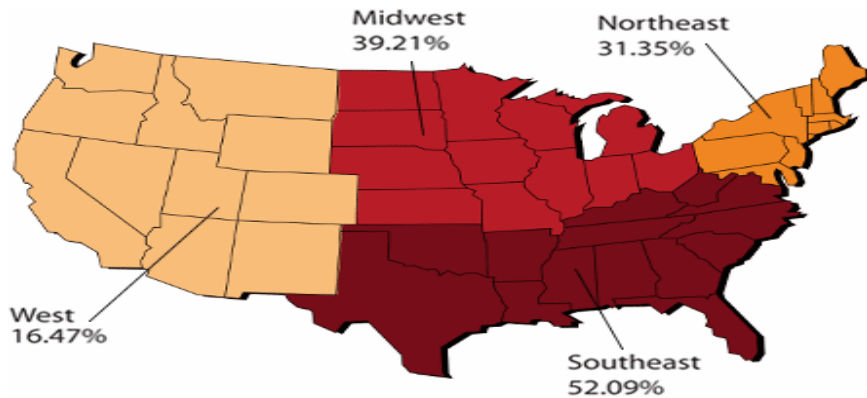 Midwest
39.21%
Northeast
31.35%
West
16.47%
Southeast
52.09%